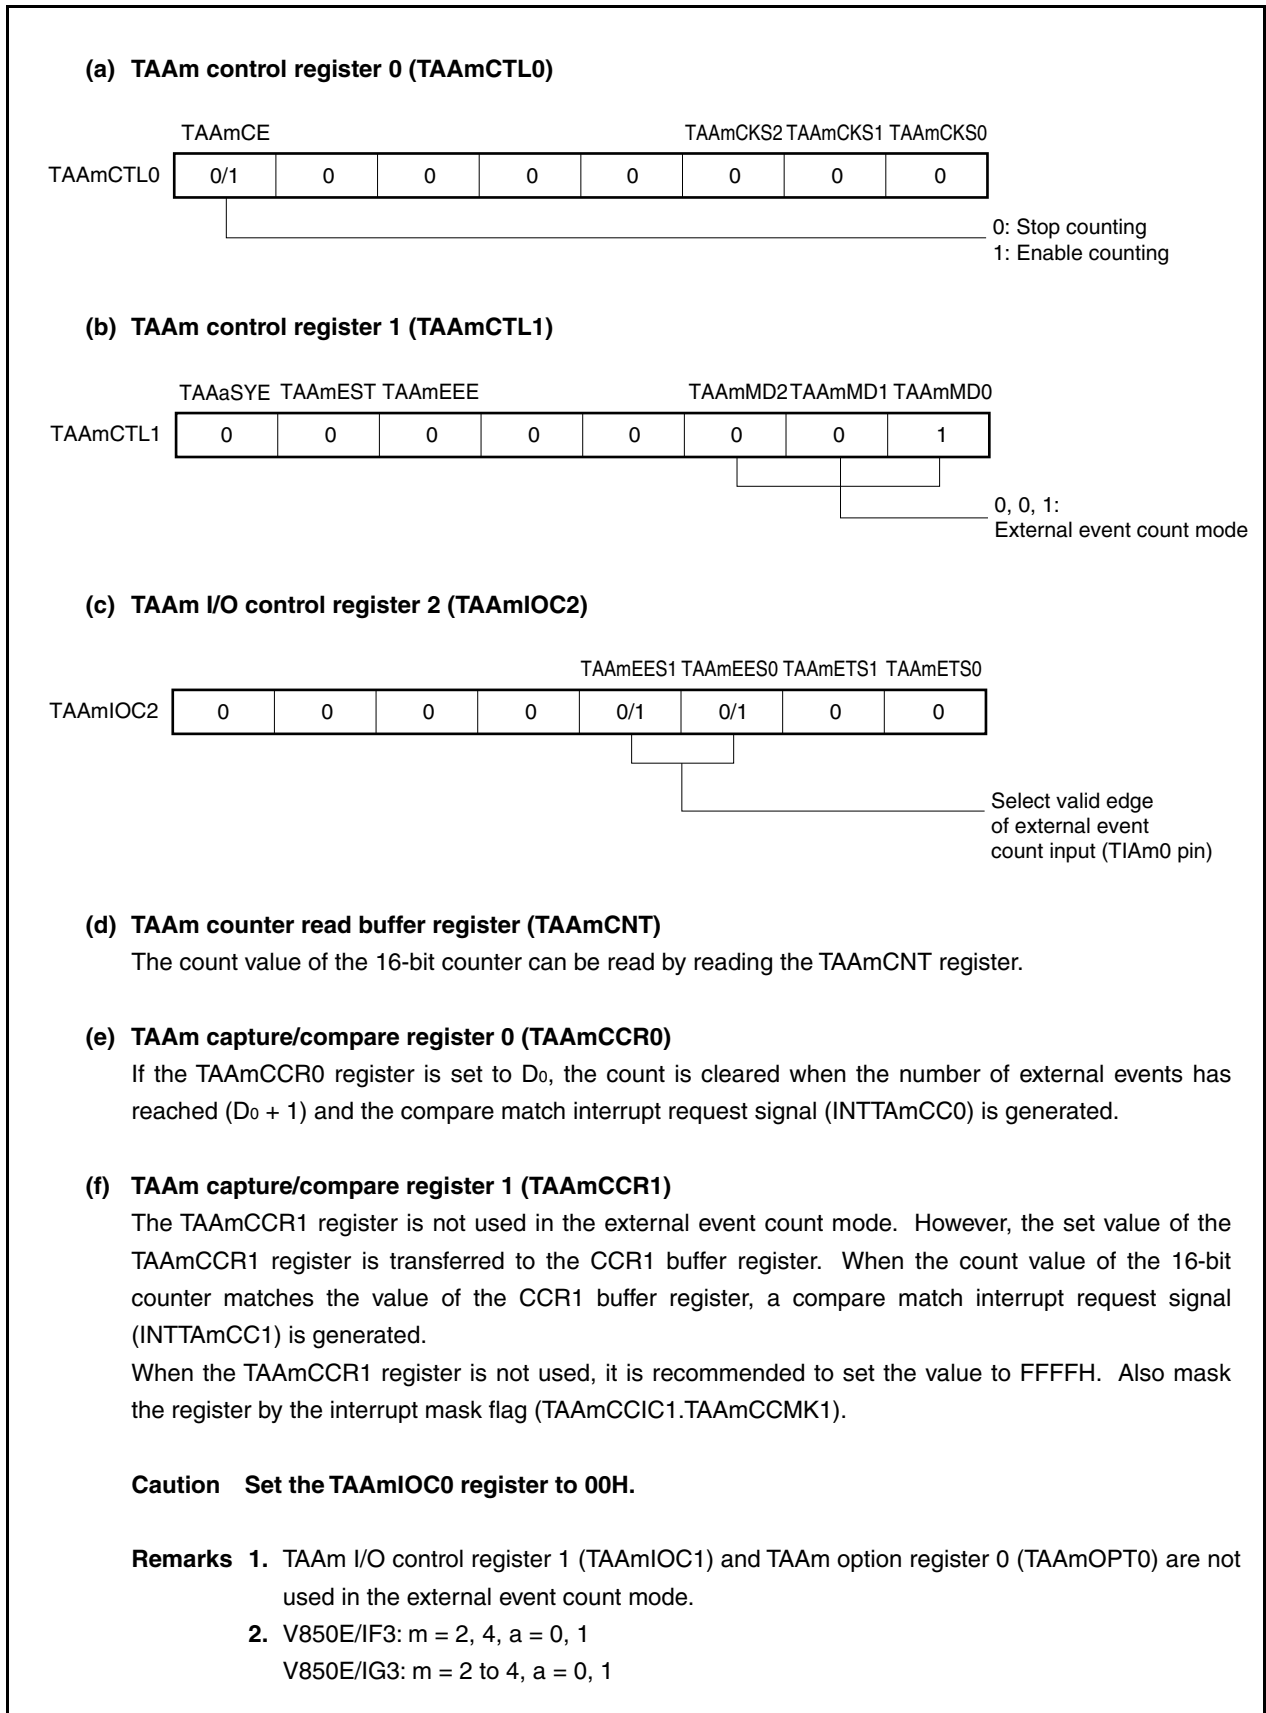 (a) TAAm control register 0 (TAAmCTL0)
TAAmCE TAAmCKS2 TAAmCKS1 TAAmCKS0
TAAmCTL0 0/1 0 0 0 0 0 0 0
0: Stop counting
1: Enable counting
(b) TAAm control register 1 (TAAmCTL1)
TAAaSYE TAAmEST TAAmEEE TAAmMD2 TAAmMD1 TAAmMD0
TAAmCTL1 0 0 0 0 0 0 0 1
0, 0, 1:
External event count mode
(c) TAAm I/O control register 2 (TAAmIOC2)
TAAmEES1 TAAmEES0 TAAmETS1 TAAmETS0
TAAmIOC2 0 0 0 0 0/1 0/1 0 0
Select valid edge
of external event
count input (TIAm0 pin)
(d) TAAm counter read buffer register (TAAmCNT)
The count value of the 16-bit counter can be read by reading the TAAmCNT register.
(e) TAAm capture/compare register 0 (TAAmCCR0)
If the TAAmCCR0 register is set to D0, the count is cleared when the number of external events has
reached (D0 + 1) and the compare match interrupt request signal (INTTAmCC0) is generated.
(f) TAAm capture/compare register 1 (TAAmCCR1)
The TAAmCCR1 register is not used in the external event count mode. However, the set value of the
TAAmCCR1 register is transferred to the CCR1 buffer register. When the count value of the 16-bit
counter matches the value of the CCR1 buffer register, a compare match interrupt request signal
(INTTAmCC1) is generated.
When the TAAmCCR1 register is not used, it is recommended to set the value to FFFFH. Also mask
the register by the interrupt mask flag (TAAmCCIC1.TAAmCCMK1).
Caution Set the TAAmIOC0 register to 00H.
Remarks 1. TAAm I/O control register 1 (TAAmIOC1) and TAAm option register 0 (TAAmOPT0) are not
used in the external event count mode.
2. V850E/IF3: m = 2, 4, a = 0, 1
V850E/IG3: m = 2 to 4, a = 0, 1